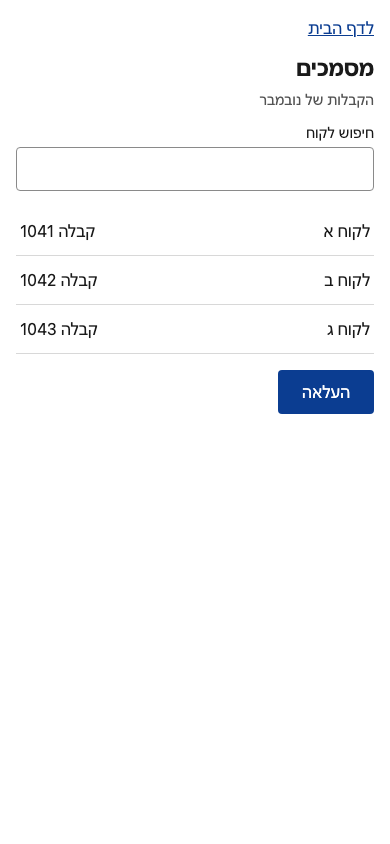 לדף הבית
מסמכים
הקבלות של נובמבר
חיפוש לקוח
לקוח א קבלה 1041
לקוח ב קבלה 1042
לקוח ג קבלה 1043
העלאה